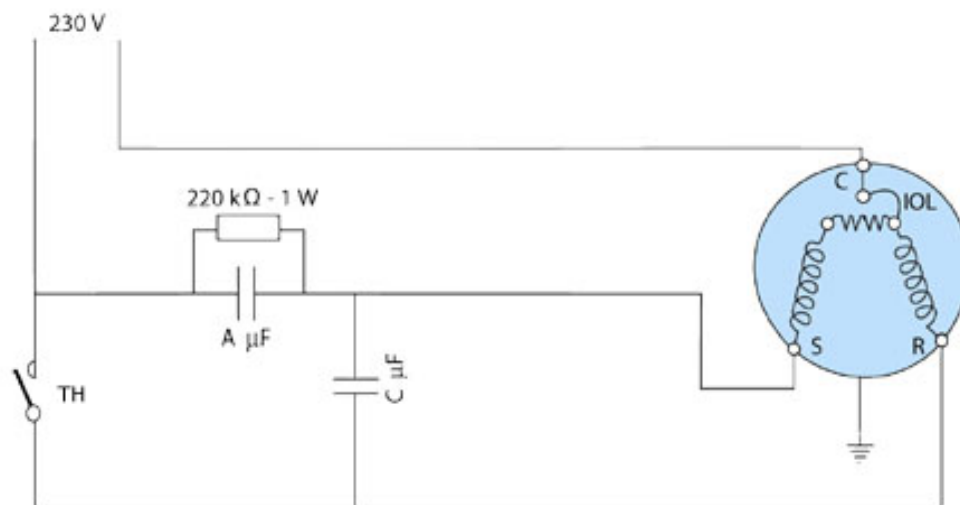 230 V
220 kΩ - 1 W
A µF
C µF
TH
C
IOL
S
R